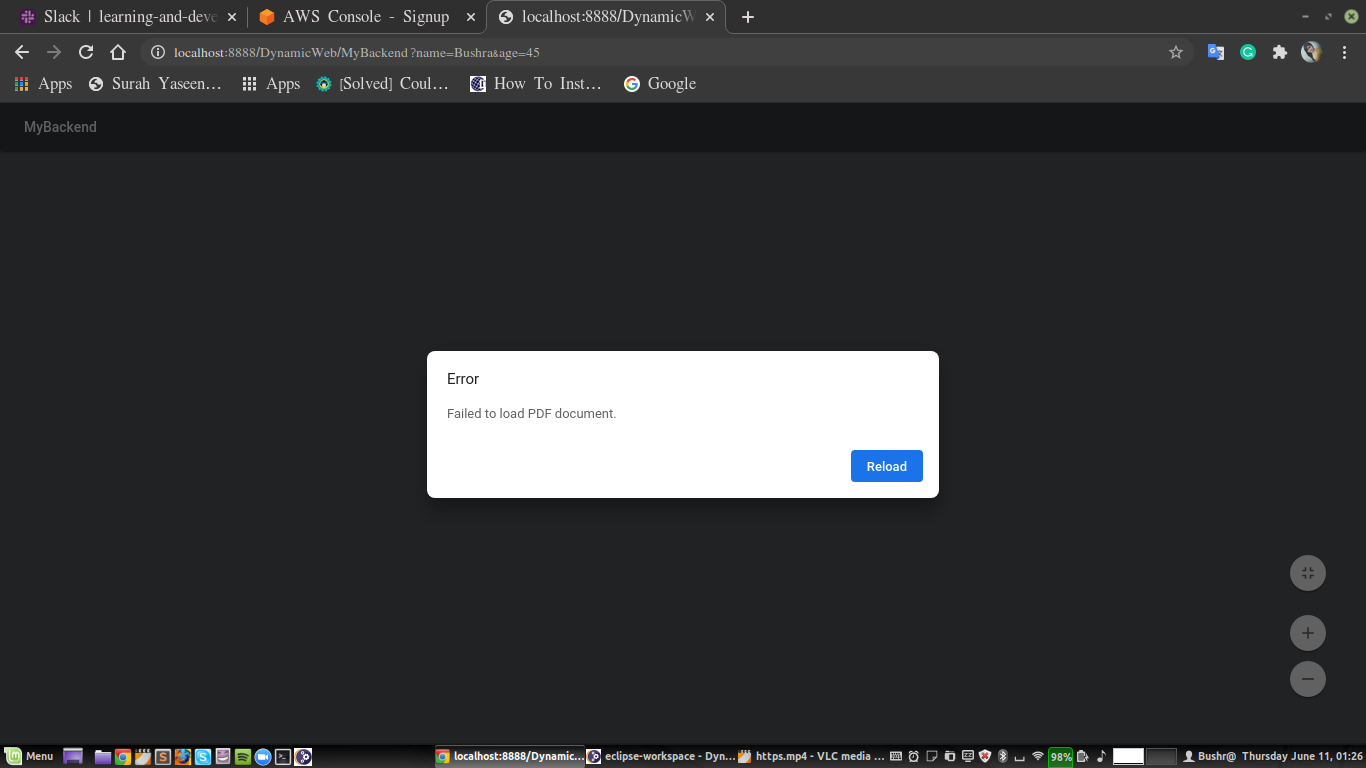 Slack | learning-and-deve
AWS Console - Signup
localhost:8888/DynamicW
localhost:8888/DynamicWeb/MyBackend?name=Bushra&age=45
Apps
Surah Yaseen...
Apps
[Solved] Coul...
How To Inst...
Google
MyBackend
Error
Failed to load PDF document.
Reload
Menu
localhost:8888/Dynamic...
eclipse-workspace - Dyn...
https.mp4 - VLC media ...
98%
Bushr@
Thursday June 11, 01:26